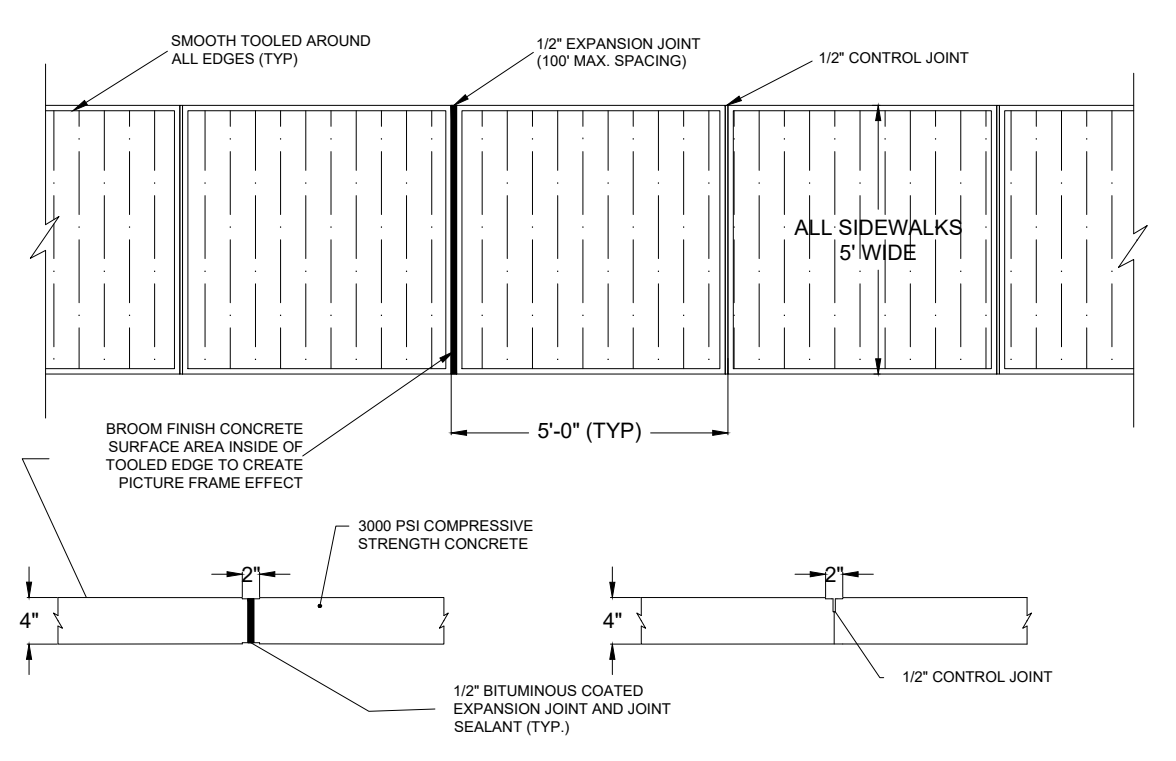 SMOOTH TOOLED AROUND
ALL EDGES (TYP)
1/2" EXPANSION JOINT
(100' MAX. SPACING)
1/2" CONTROL JOINT
ALL SIDEWALKS
5' WIDE
5'-0" (TYP)
BROOM FINISH CONCRETE
SURFACE AREA INSIDE OF
TOOLED EDGE TO CREATE
PICTURE FRAME EFFECT
3000 PSI COMPRESSIVE
STRENGTH CONCRETE
2"
4"
1/2" BITUMINOUS COATED
EXPANSION JOINT AND JOINT
SEALANT (TYP.)
2"
4"
1/2" CONTROL JOINT